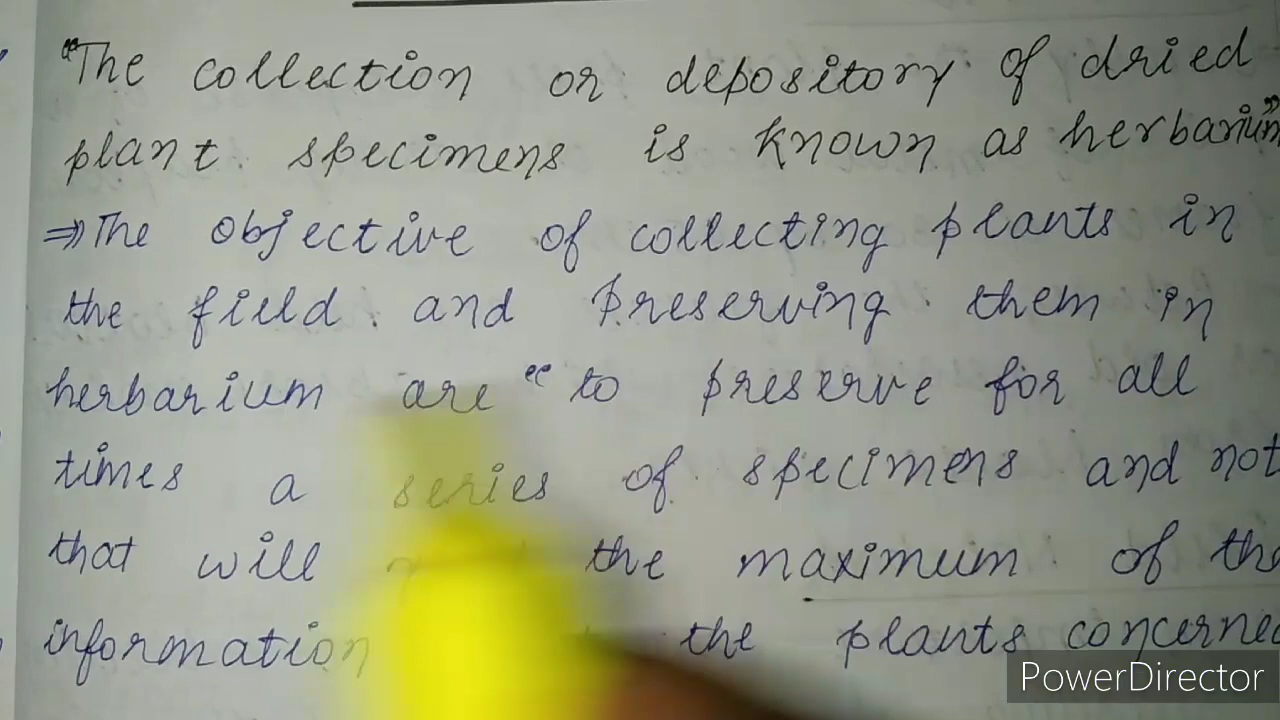 "The collection or depository of dried
plant specimens is known as herbarium"
⇒ The objective of collecting plants in
the field and preserving them in
herbarium are "to preserve for all
times a series of specimens and not
that will the maximum of the
information the plants concerned
PowerDirector